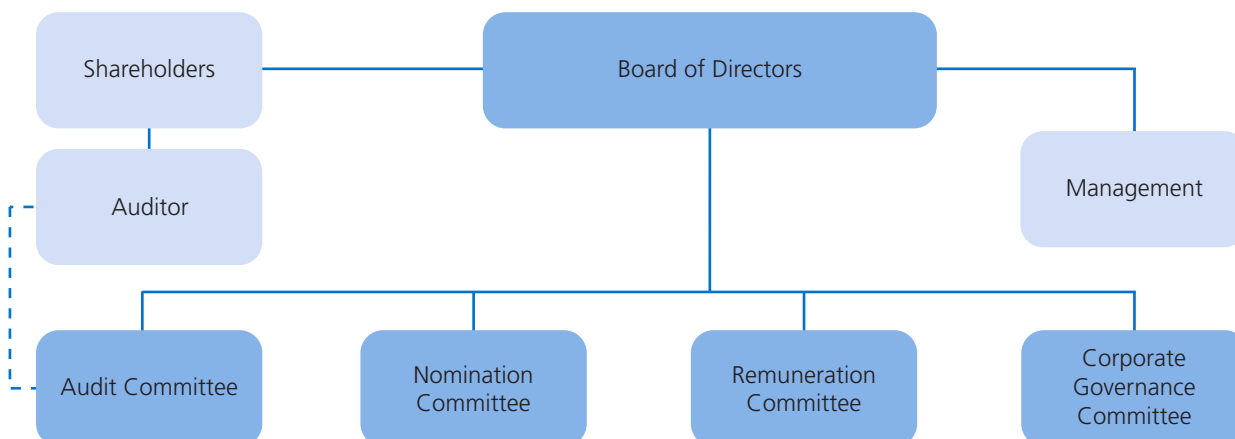 Shareholders
Board of Directors
Auditor
Management
Audit Committee
Nomination
Committee
Remuneration
Committee
Corporate
Governance
Committee